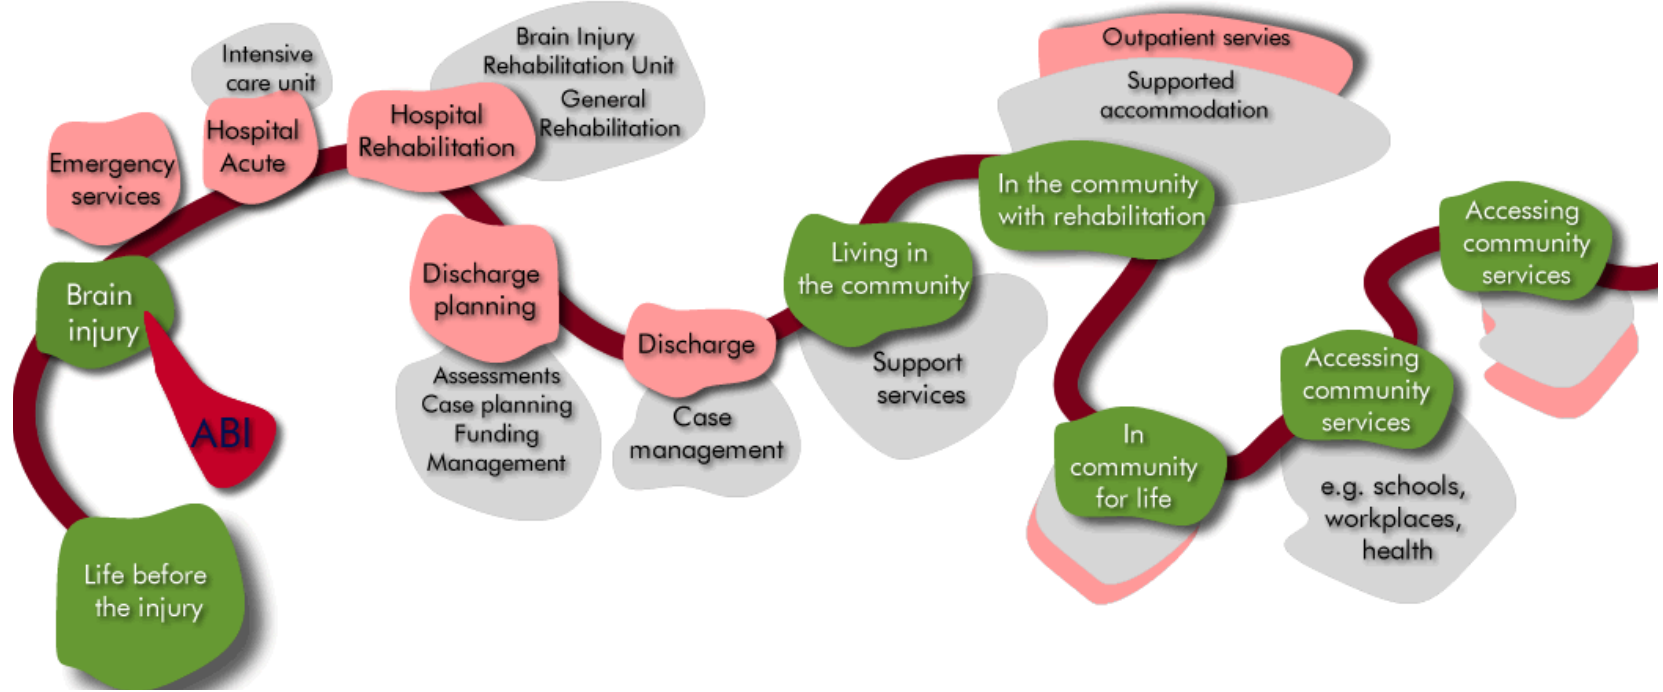 Life before
the injury
Brain
injury
ABI
Emergency
services
Intensive
care unit
Hospital
Acute
Hospital
Rehabilitation
Brain Injury
Rehabilitation Unit
General
Rehabilitation
Discharge
planning
Assessments
Case planning
Funding
Management
Discharge
Case
management
Living in
the community
Support
services
Outpatient servies
Supported
accommodation
In the community
with rehabilitation
In
community
for life
Accessing
community
services
e.g. schools,
workplaces,
health
Accessing
community
services